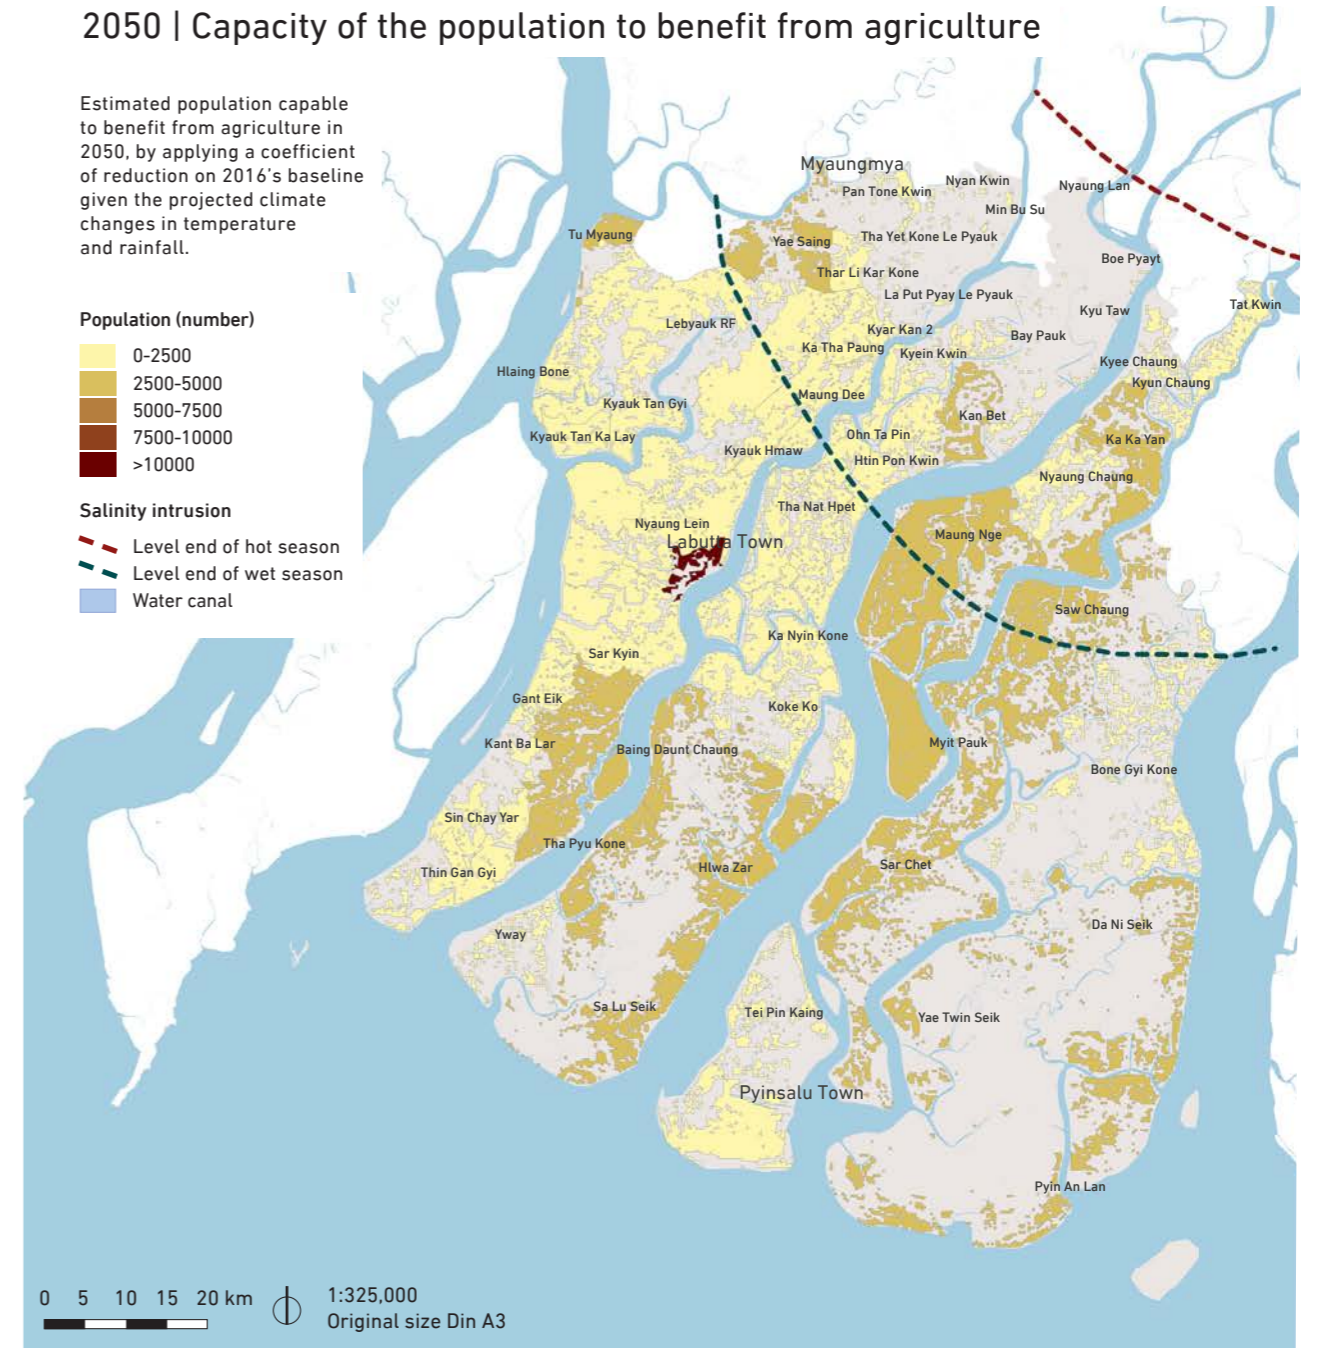 2050 | Capacity of the population to benefit from agriculture
Estimated population capable
to benefit from agriculture in
2050, by applying a coefficient
of reduction on 2016's baseline
given the projected climate
changes in temperature
and rainfall.
Population (number)
0-2500
2500-5000
5000-7500
7500-10000
>10000
Salinity intrusion
Level end of hot season
Level end of wet season
Water canal
Myaungmya
Pan Tone Kwin
Nyan Kwin
Nyaung Lan
Min Bu Su
Tu Myaung
Yae Saing
Tha Yet Kone Le Pyauk
Boe Pyayt
Thar Li Kar Kone
La Put Pyay Le Pyauk
Tat Kwin
Kyu Taw
Lebyauk RF
Kyar Kan 2
Bay Pauk
Ka Tha Paung
Kyein Kwin
Kyee Chaung
Hlaing Bone
Kyun Chaung
Maung Dee
Kyauk Tan Gyi
Kan Bet
Kyauk Tan Ka Lay
Ohn Ta Pin
Ka Ka Yan
Kyauk Hmaw
Htin Pon Kwin
Nyaung Chaung
Tha Nat Hpet
Nyaung Lein
Maung Nge
Labutta Town
Saw Chaung
Ka Nyin Kone
Sar Kyin
Gant Eik
Koke Ko
Kant Ba Lar
Baing Daunt Chaung
Myit Pauk
Bone Gyi Kone
Sin Chay Yar
Tha Pyu Kone
Thin Gan Gyi
Hlwa Zar
Sar Chet
Da Ni Seik
Yway
Sa Lu Seik
Tei Pin Kaing
Yae Twin Seik
Pyinsalu Town
Pyin An Lan
0 5 10 15 20 km
1:325,000
Original size Din A3